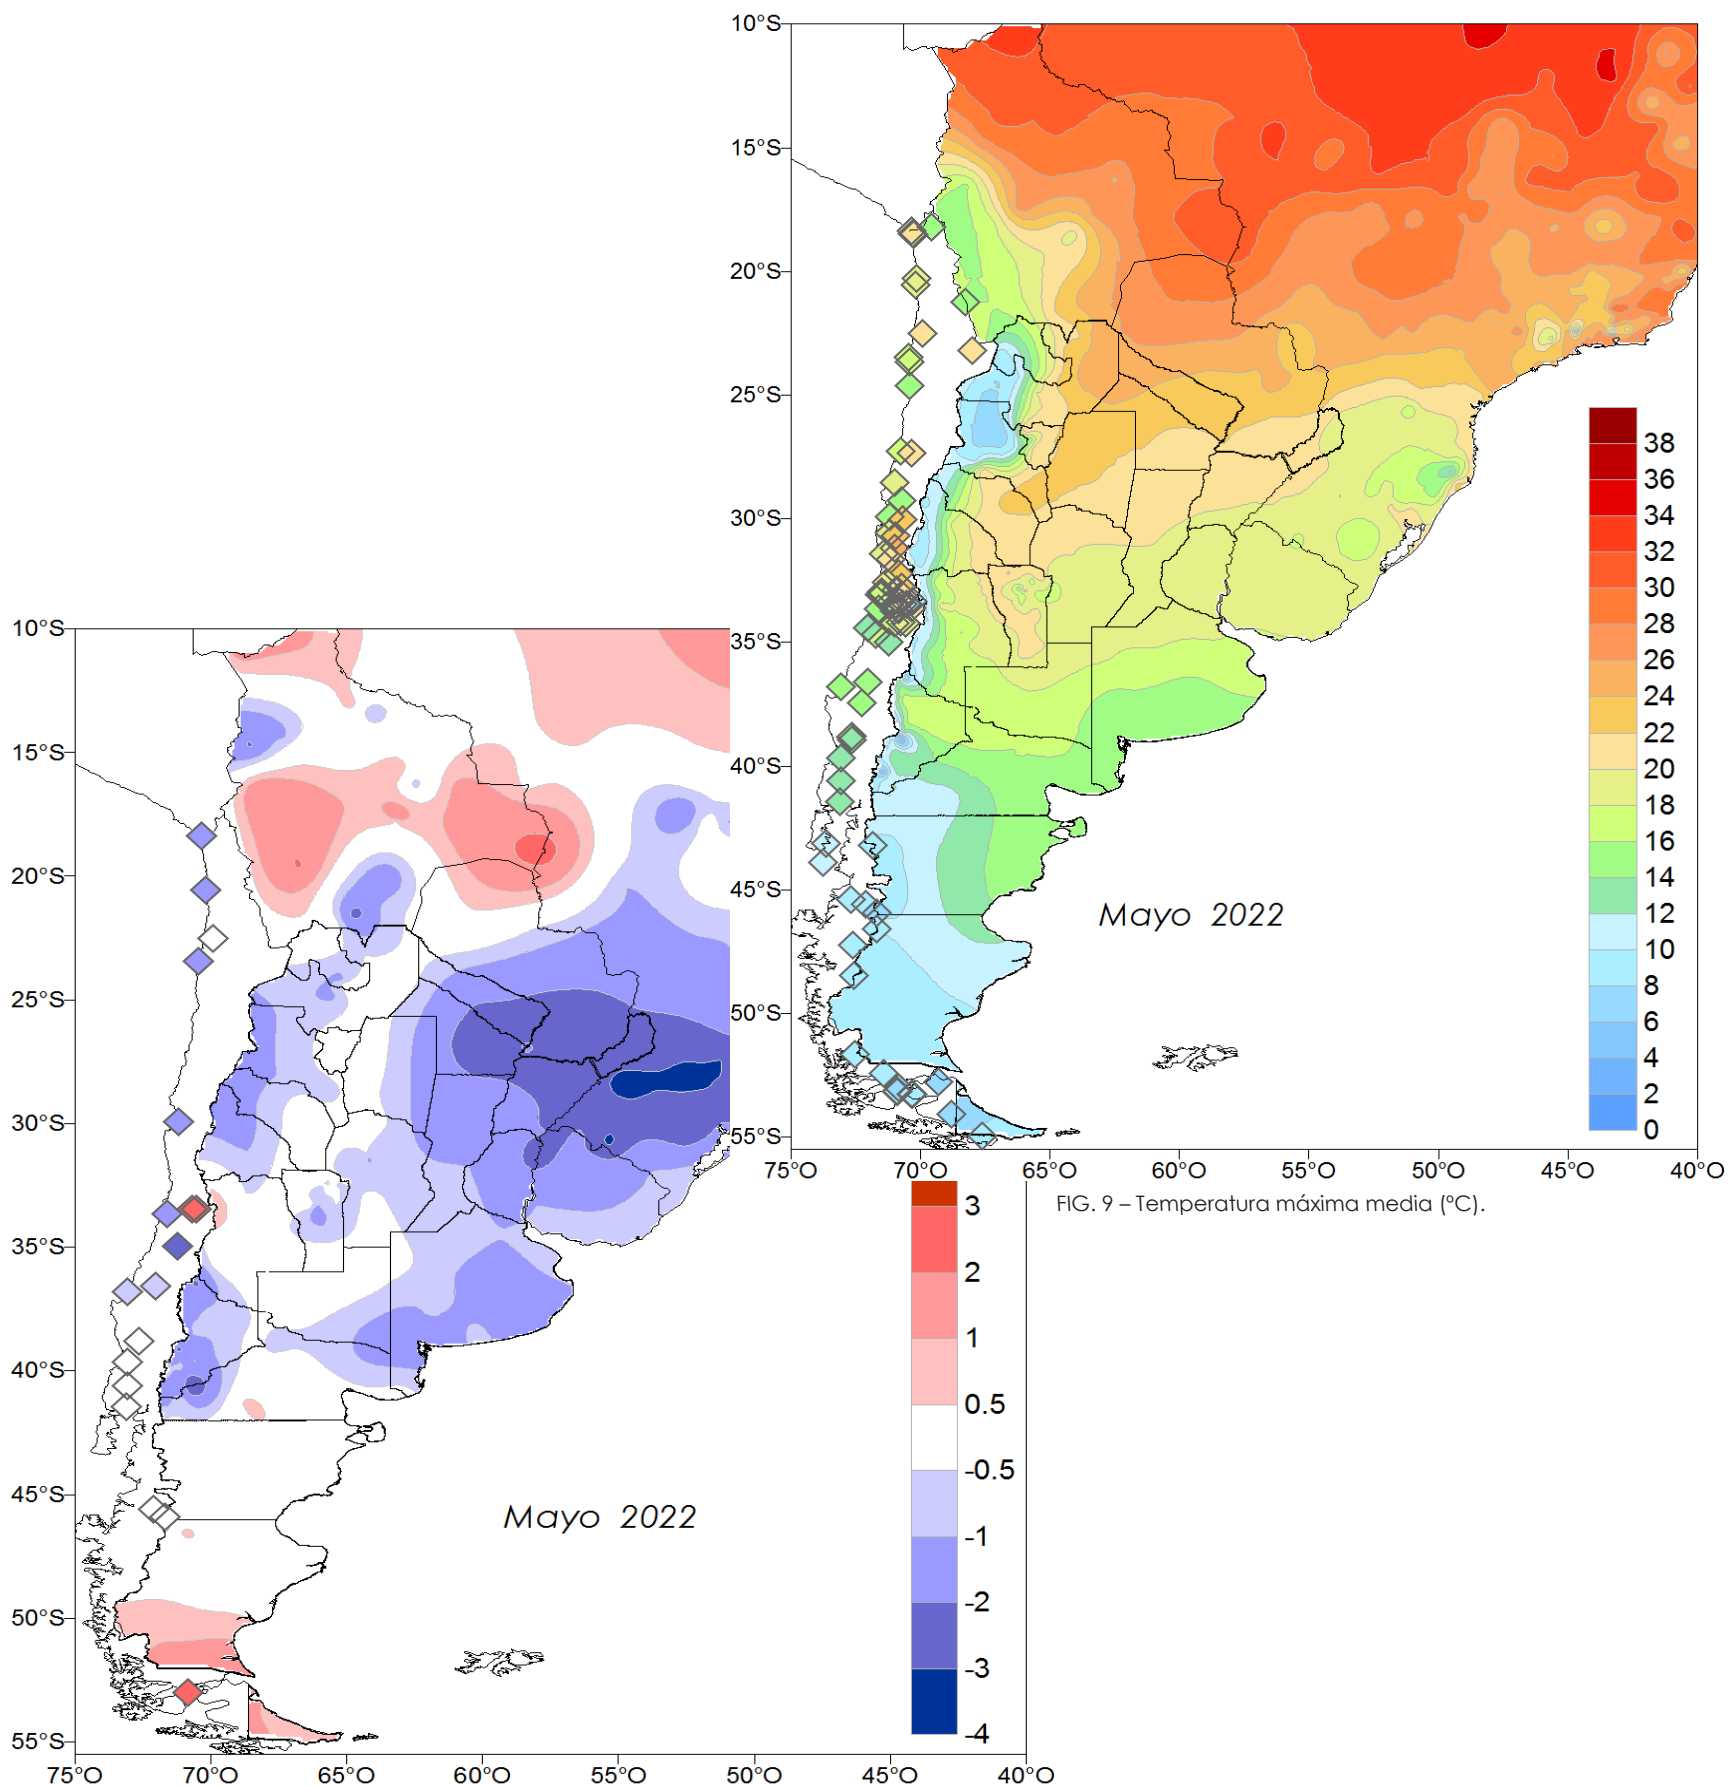 10°S
15°S
20°S
25°S
30°S
35°S
40°S
45°S
50°S
55°S
75°O
70°O
65°O
60°O
55°O
50°O
45°O
40°O
38
36
34
32
30
28
26
24
22
20
18
16
14
12
10
8
6
4
2
0
Mayo 2022
FIG. 9 – Temperatura máxima media (ºC).
10°S
15°S
20°S
25°S
30°S
35°S
40°S
45°S
50°S
55°S
75°O
70°O
65°O
60°O
55°O
50°O
45°O
40°O
3
2
1
0.5
-0.5
-1
-2
-3
-4
Mayo 2022